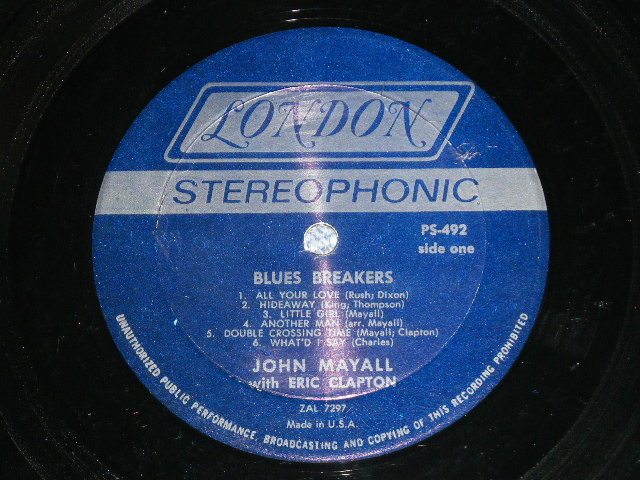 LONDON
STEREOPHONIC
PS-492
side one
BLUES BREAKERS
1. ALL YOUR LOVE (Rush; Dixon)
2. HIDEAWAY (King; Thompson)
3. LITTLE GIRL (Mayall)
4. ANOTHER MAN (arr. Mayall)
5. DOUBLE CROSSING TIME (Mayall; Clapton)
6. WHAT'D I SAY (Charles)
JOHN MAYALL
with ERIC CLAPTON
ZAL 7297
Made in U.S.A.
UNAUTHORIZED PUBLIC PERFORMANCE, BROADCASTING AND COPYING OF THIS RECORDING PROHIBITED